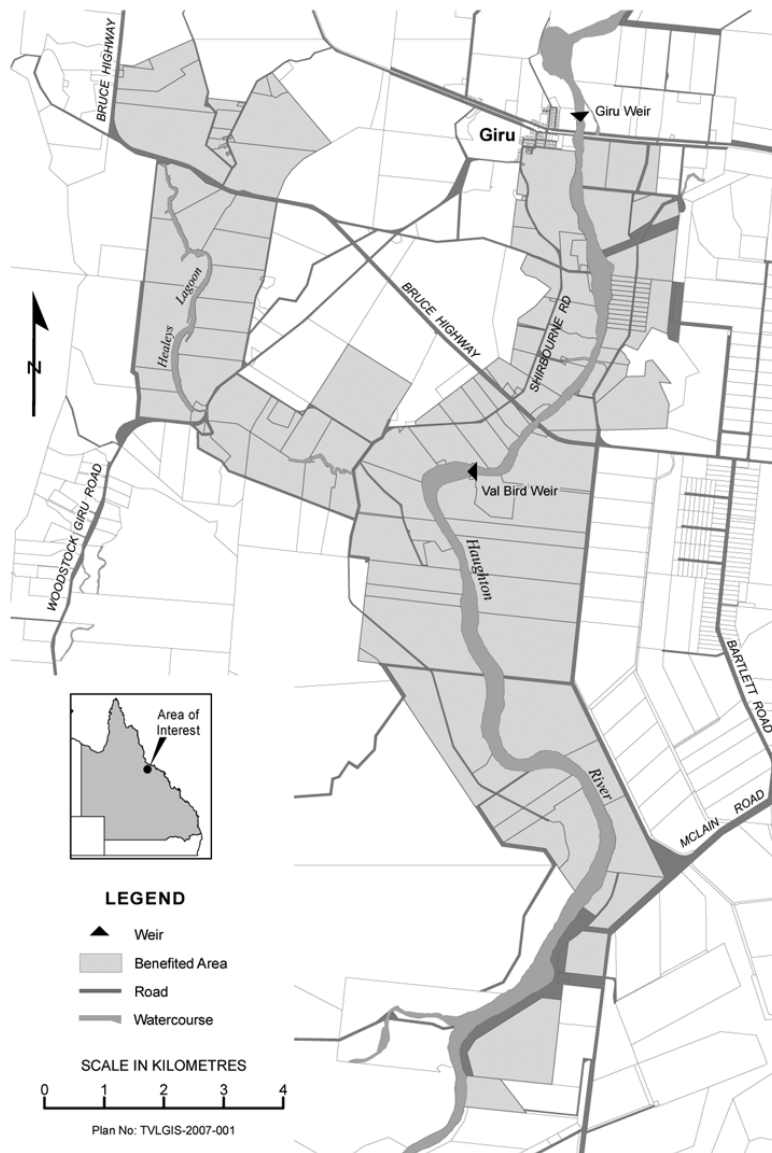 BRUCE HIGHWAY
Giru Weir
Giru
Lagoon
Healeys
BRUCE HIGHWAY
SHIRBOURNE RD
N
Val Bird Weir
WOODSTOCK GIRU ROAD
Haughton
BARTLETT ROAD
Area of
Interest
River
MCLAIN ROAD
LEGEND
Weir
Benefited Area
Road
Watercourse
SCALE IN KILOMETRES
0 1 2 3 4
Plan No: TVLGIS-2007-001